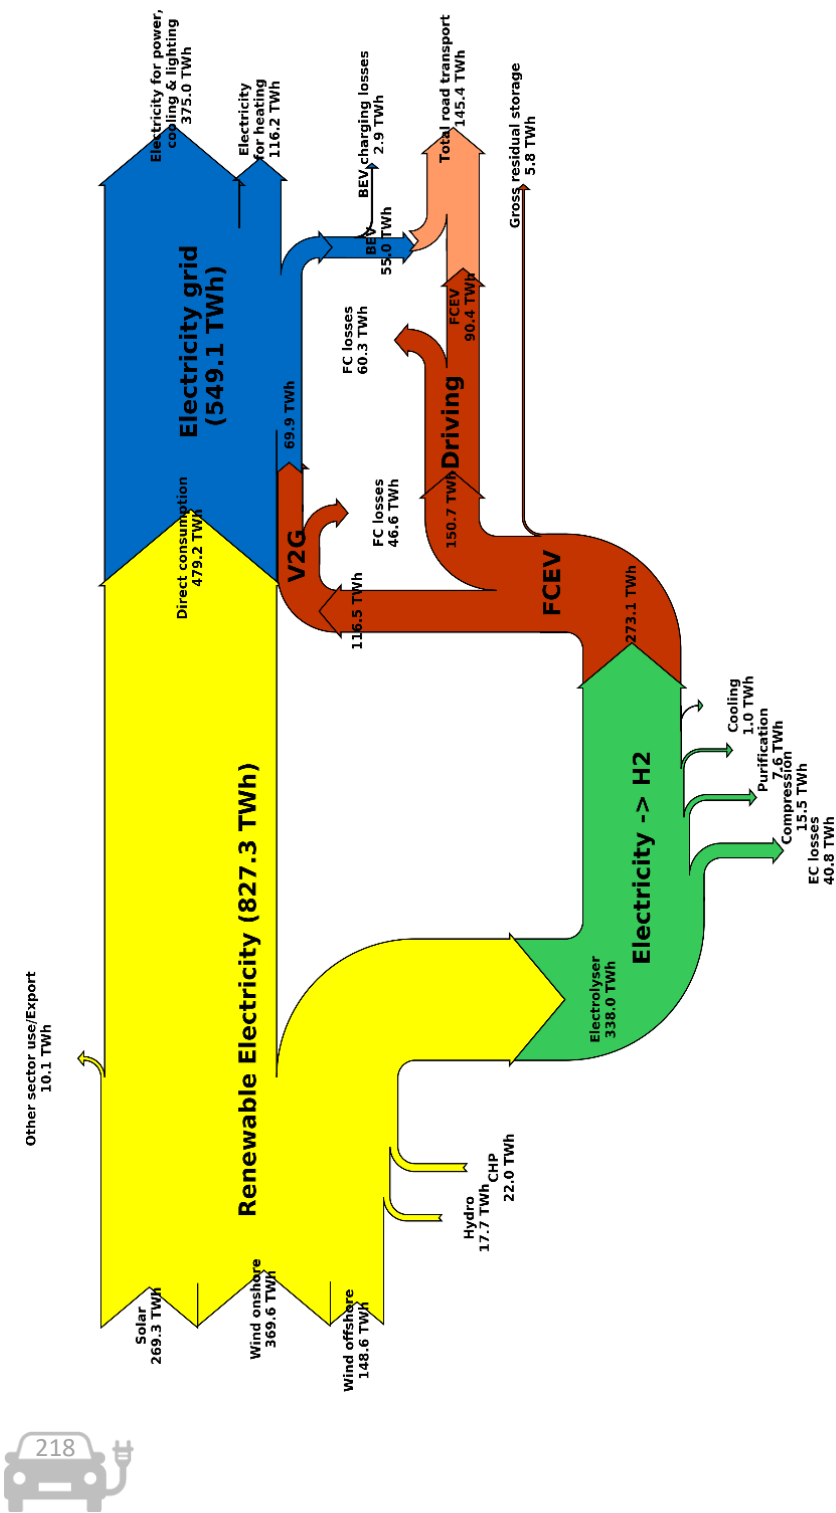 Electricity for power,
cooling & lighting
375.0 TWh
Electricity
for heating
116.2 TWh
BEV charging losses
2.9 TWh
Total road transport
145.4 TWh
Gross residual storage
5.8 TWh
BEV
55.0 TWh
Electricity grid
(549.1 TWh)
FC losses
60.3 TWh
FCEV
90.4 TWh
69.9 TWh
Driving
150.7 TWh
Direct consumption
479.2 TWh
V2G
FC losses
46.6 TWh
116.5 TWh
FCEV
273.1 TWh
Cooling
1.0 TWh
Purification
7.6 TWh
Compression
15.5 TWh
EC losses
40.8 TWh
Electricity -> H2
Renewable Electricity (827.3 TWh)
Electrolyser
338.0 TWh
Other sector use/Export
10.1 TWh
CHP
22.0 TWh
Hydro
17.7 TWh
Solar
269.3 TWh
Wind onshore
369.6 TWh
Wind offshore
148.6 TWh
218